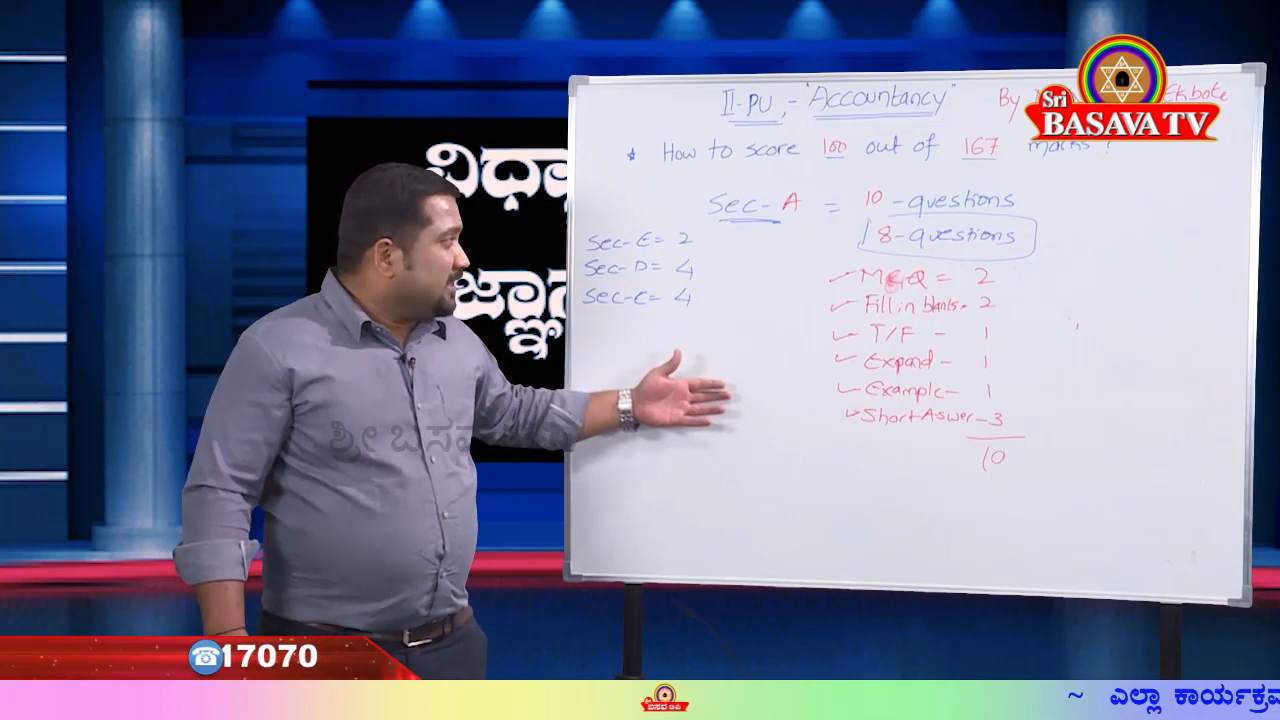 II-PU, - "Accountancy" By Ekbote
Sri
BASAVA TV
* How to score 100 out of 167 marks ?
Sec-A = 10-questions
8-questions
Sec-E= 2
Sec-D= 4
Sec-C= 4
✓ MCQ = 2
✓ Fill in blanks- 2
✓ T/F - 1
✓ Expand - 1
✓ Example- 1
✓ Short Aswer -3
10
ಶ್ರೀ ಬಸವ
17070
~ ಎಲ್ಲಾ